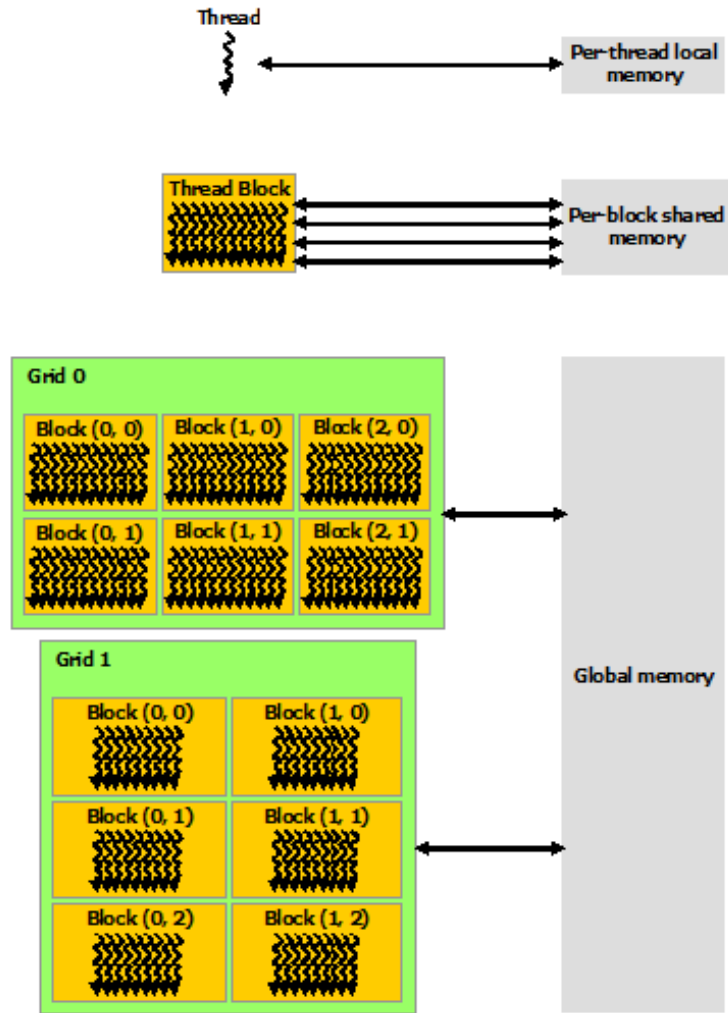 Thread
Per-thread local
memory
Thread Block
Per-block shared
memory
Grid 0
Block (0, 0) Block (1, 0) Block (2, 0)
Block (0, 1) Block (1, 1) Block (2, 1)
Grid 1
Block (0, 0) Block (1, 0)
Global memory
Block (0, 1) Block (1, 1)
Block (0, 2) Block (1, 2)